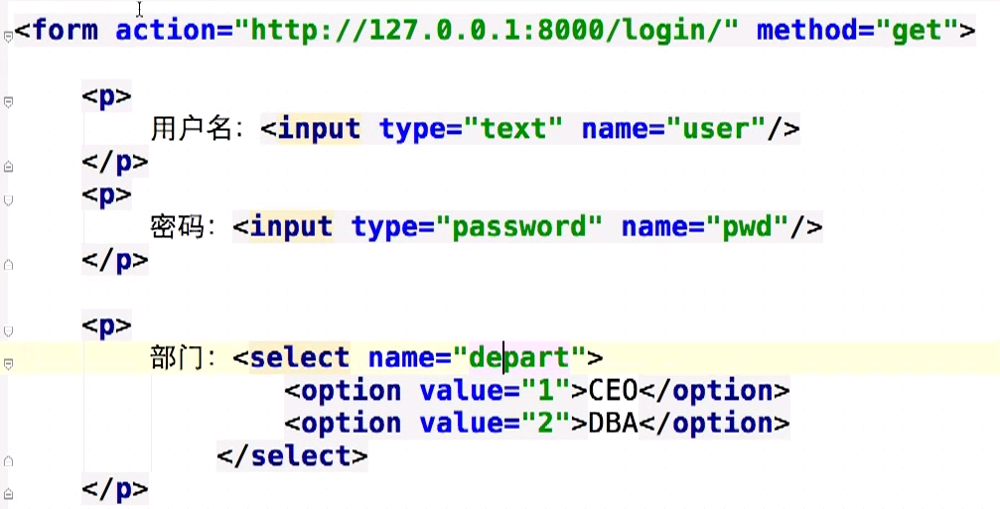 <form action="http://127.0.0.1:8000/login/" method="get">
<p>
用户名：<input type="text" name="user"/>
</p>
<p>
密码：<input type="password" name="pwd"/>
</p>
<p>
部门：<select name="depart">
<option value="1">CEO</option>
<option value="2">DBA</option>
</select>
</p>